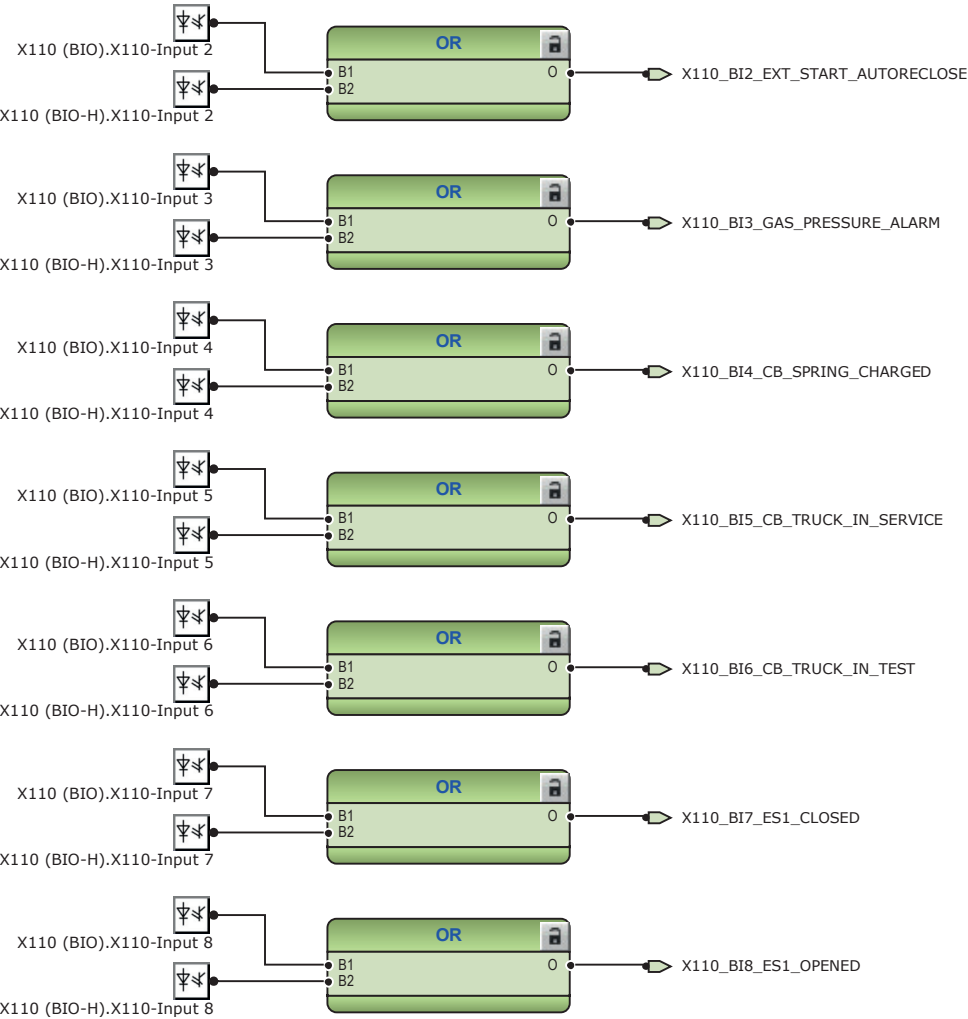 X110 (BIO).X110-Input 2
OR
B1
O
X110_BI2_EXT_START_AUTORECLOSE
B2
X110 (BIO-H).X110-Input 2
X110 (BIO).X110-Input 3
OR
B1
O
X110_BI3_GAS_PRESSURE_ALARM
B2
X110 (BIO-H).X110-Input 3
X110 (BIO).X110-Input 4
OR
B1
O
X110_BI4_CB_SPRING_CHARGED
B2
X110 (BIO-H).X110-Input 4
X110 (BIO).X110-Input 5
OR
B1
O
X110_BI5_CB_TRUCK_IN_SERVICE
B2
X110 (BIO-H).X110-Input 5
X110 (BIO).X110-Input 6
OR
B1
O
X110_BI6_CB_TRUCK_IN_TEST
B2
X110 (BIO-H).X110-Input 6
X110 (BIO).X110-Input 7
OR
B1
O
X110_BI7_ES1_CLOSED
B2
X110 (BIO-H).X110-Input 7
X110 (BIO).X110-Input 8
OR
B1
O
X110_BI8_ES1_OPENED
B2
X110 (BIO-H).X110-Input 8